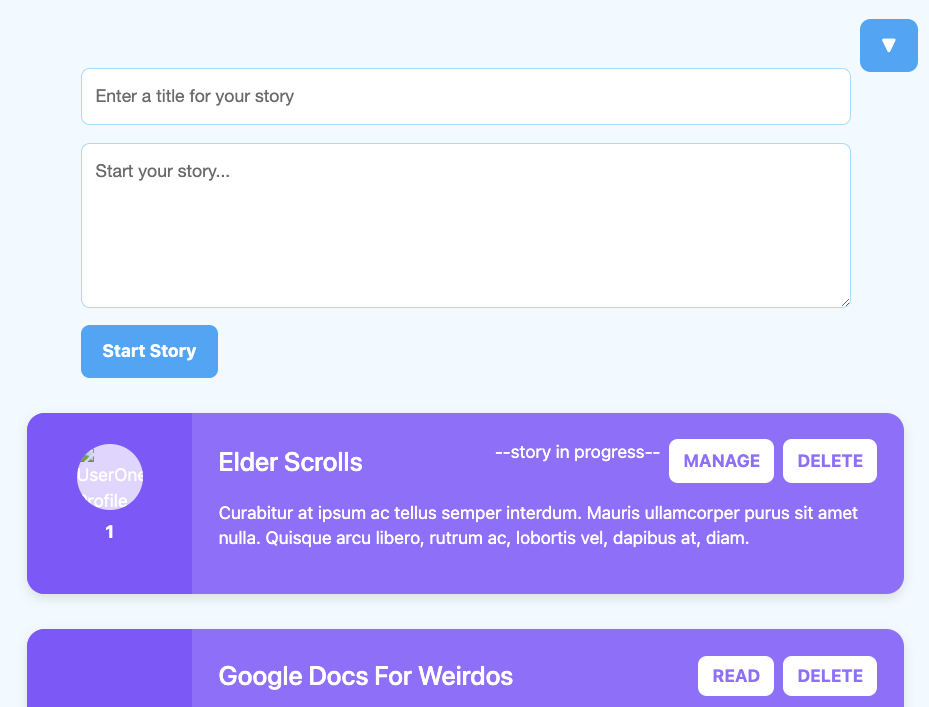 ▼
Enter a title for your story
Start your story...
Start Story
UserOne
Profile
1
Elder Scrolls
--story in progress--
MANAGE
DELETE
Curabitur at ipsum ac tellus semper interdum. Mauris ullamcorper purus sit amet
nulla. Quisque arcu libero, rutrum ac, lobortis vel, dapibus at, diam.
Google Docs For Weirdos
READ
DELETE